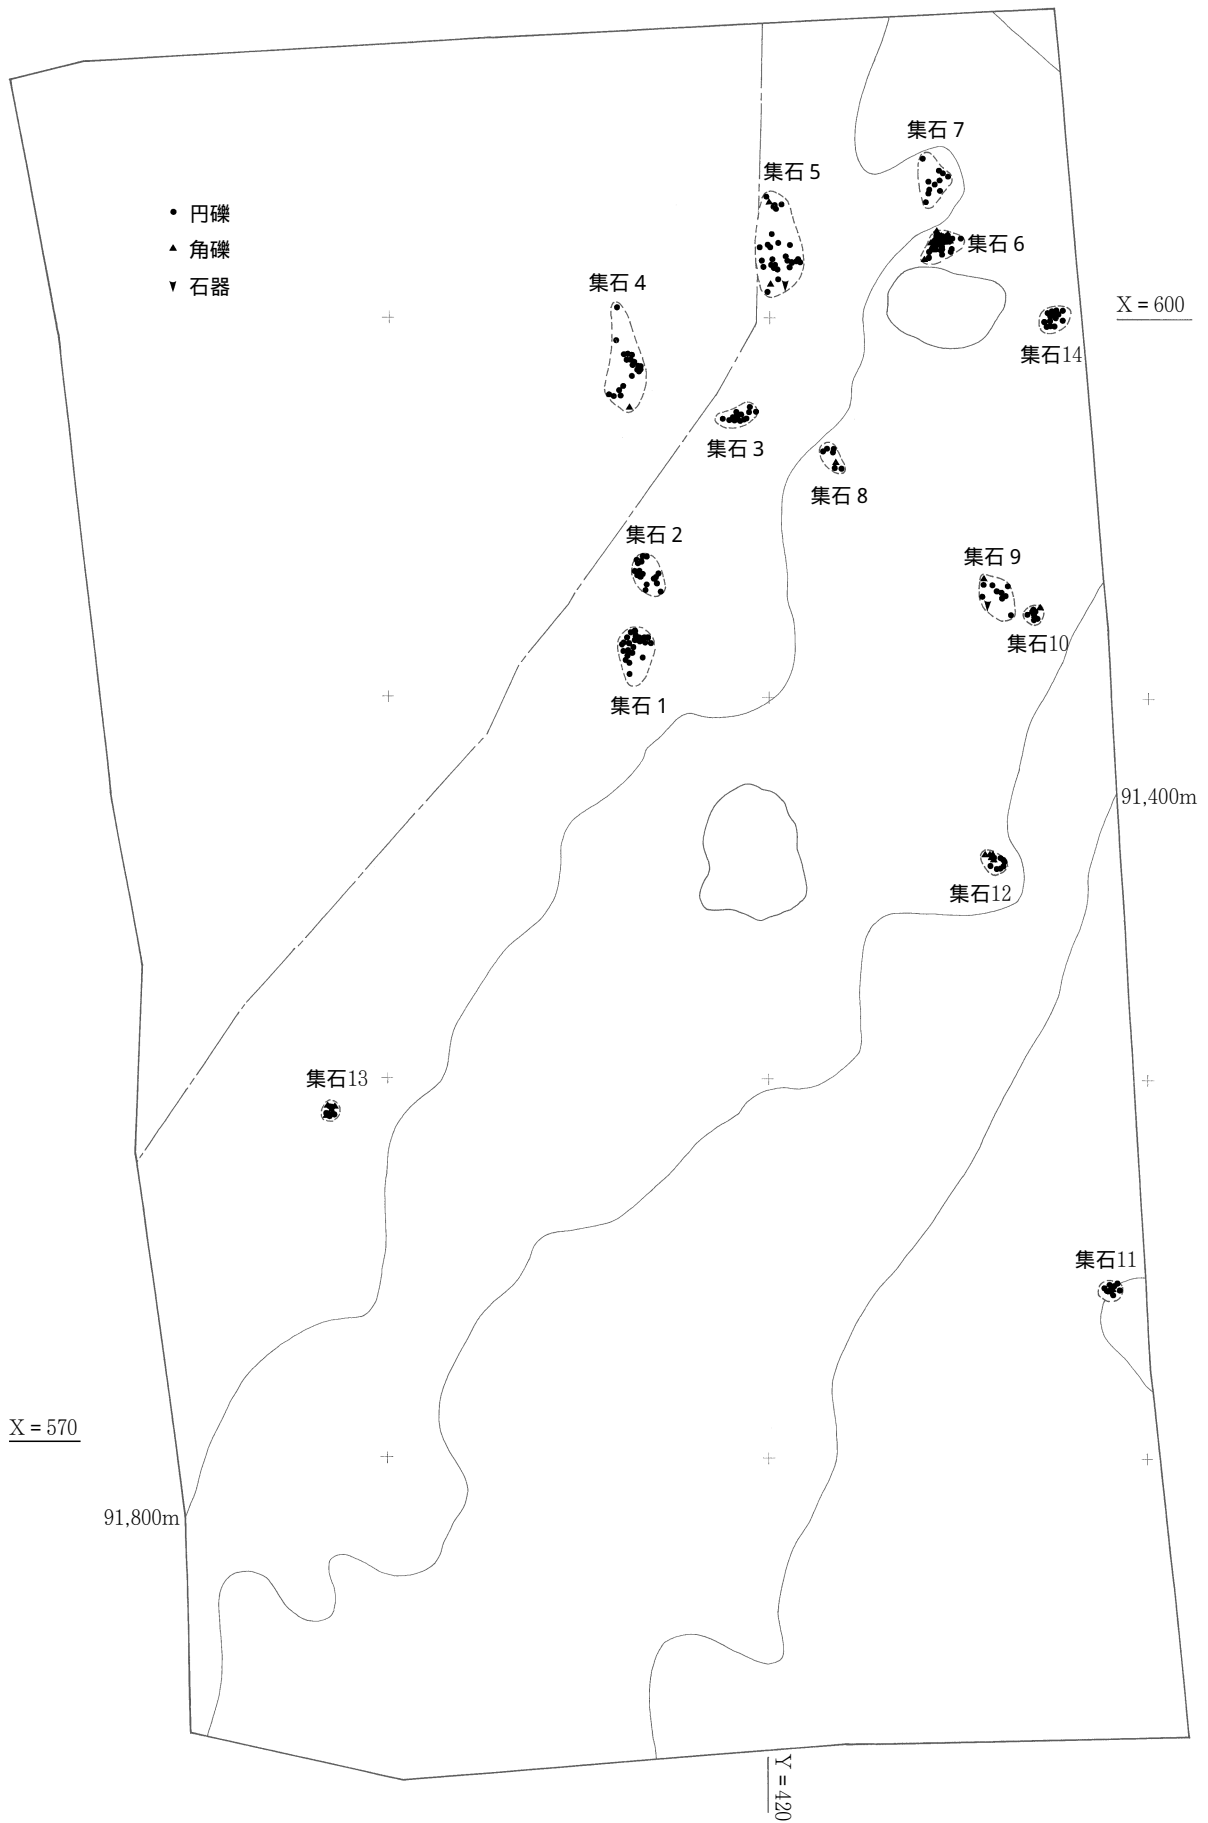 集石 7
集石 5
● 円礫
▲ 角礫
石器
集石 6
集石 4
X = 600
集石14
集石 3
集石 8
集石 2
集石 9
集石10
集石 1
91,400m
集石12
集石13
集石11
X = 570
91,800m
Y = 420